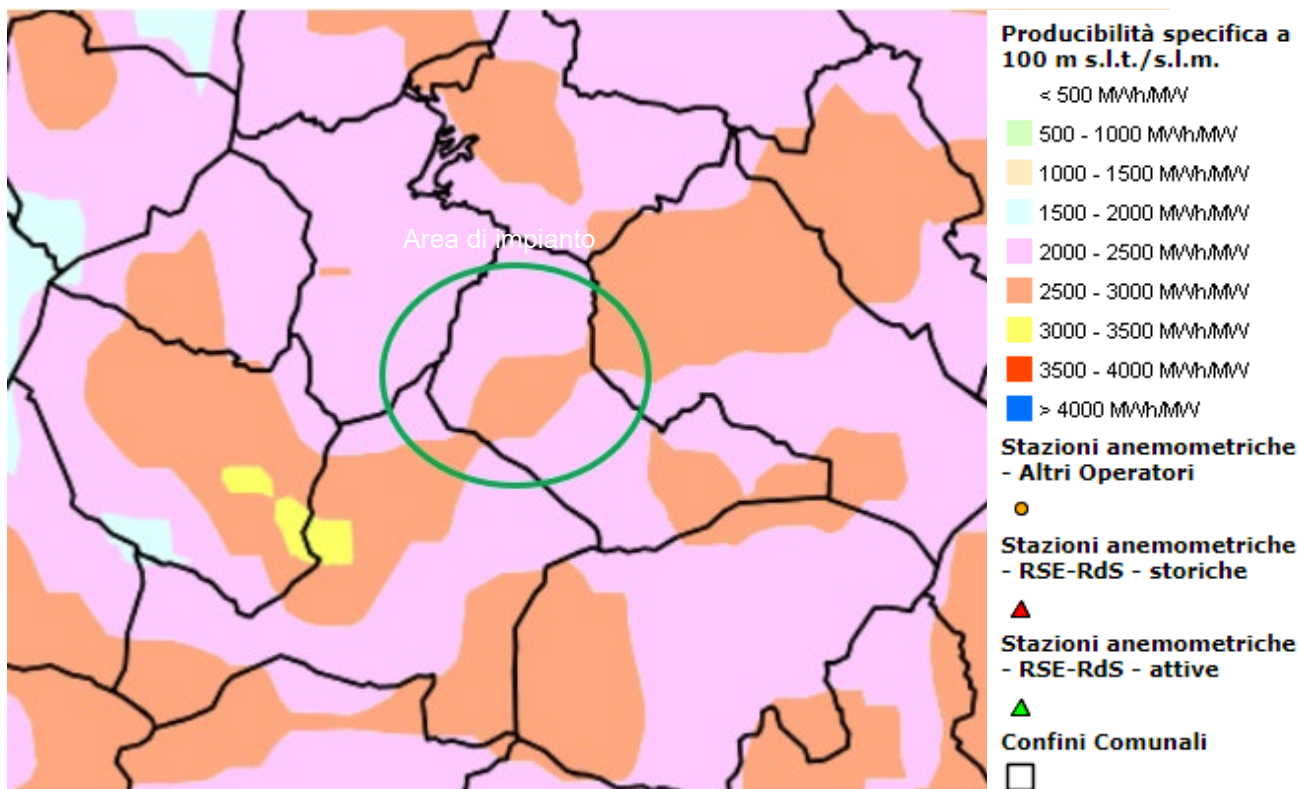 Area di impianto
Producibilità specifica a
100 m s.l.t./s.l.m.
< 500 MWh/MW
500 - 1000 MWh/MW
1000 - 1500 MWh/MW
1500 - 2000 MWh/MW
2000 - 2500 MWh/MW
2500 - 3000 MWh/MW
3000 - 3500 MWh/MW
3500 - 4000 MWh/MW
> 4000 MWh/MW
Stazioni anemometriche
- Altri Operatori
Stazioni anemometriche
- RSE-RdS - storiche
Stazioni anemometriche
- RSE-RdS - attive
Confini Comunali